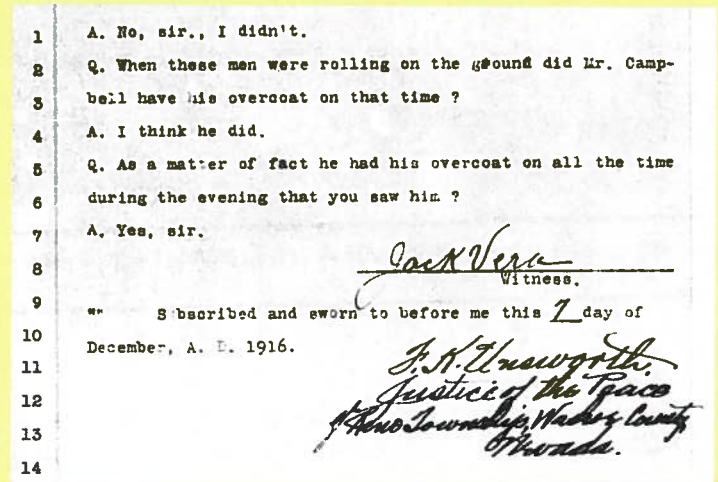 1 A. No, sir., I didn't.
2 Q. When these men were rolling on the ground did Mr. Camp-
3 bell have his overcoat on that time ?
4 A. I think he did.
5 Q. As a matter of fact he had his overcoat on all the time
6 during the evening that you saw him ?
7 A. Yes, sir.
Jack Vera
8
Witness.
9 "" Subscribed and sworn to before me this 7 day of
10 December, A. D. 1916.
11 F. K. Unsworth.
12 Justice of the Peace
13 Reno Township, Washoe County,
Nevada.
14